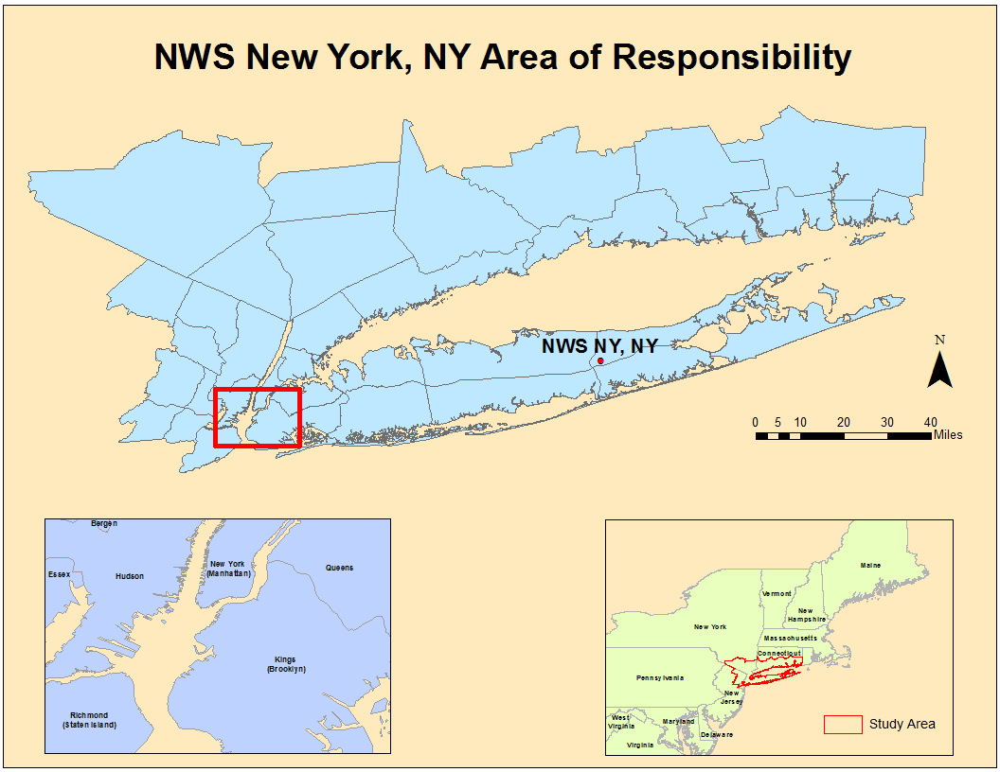 NWS New York, NY Area of Responsibility
NWS NY, NY
N
0 5 10 20 30 40
Miles
Bergen
Essex
Hudson
New York
(Manhattan)
Queens
Kings
(Brooklyn)
Richmond
(Staten Island)
Maine
Vermont
New
Hampshire
New York
Massachusetts
Connecticut
Pennsylvania
New
Jersey
West
Virginia
Maryland
Delaware
Virginia
Study Area